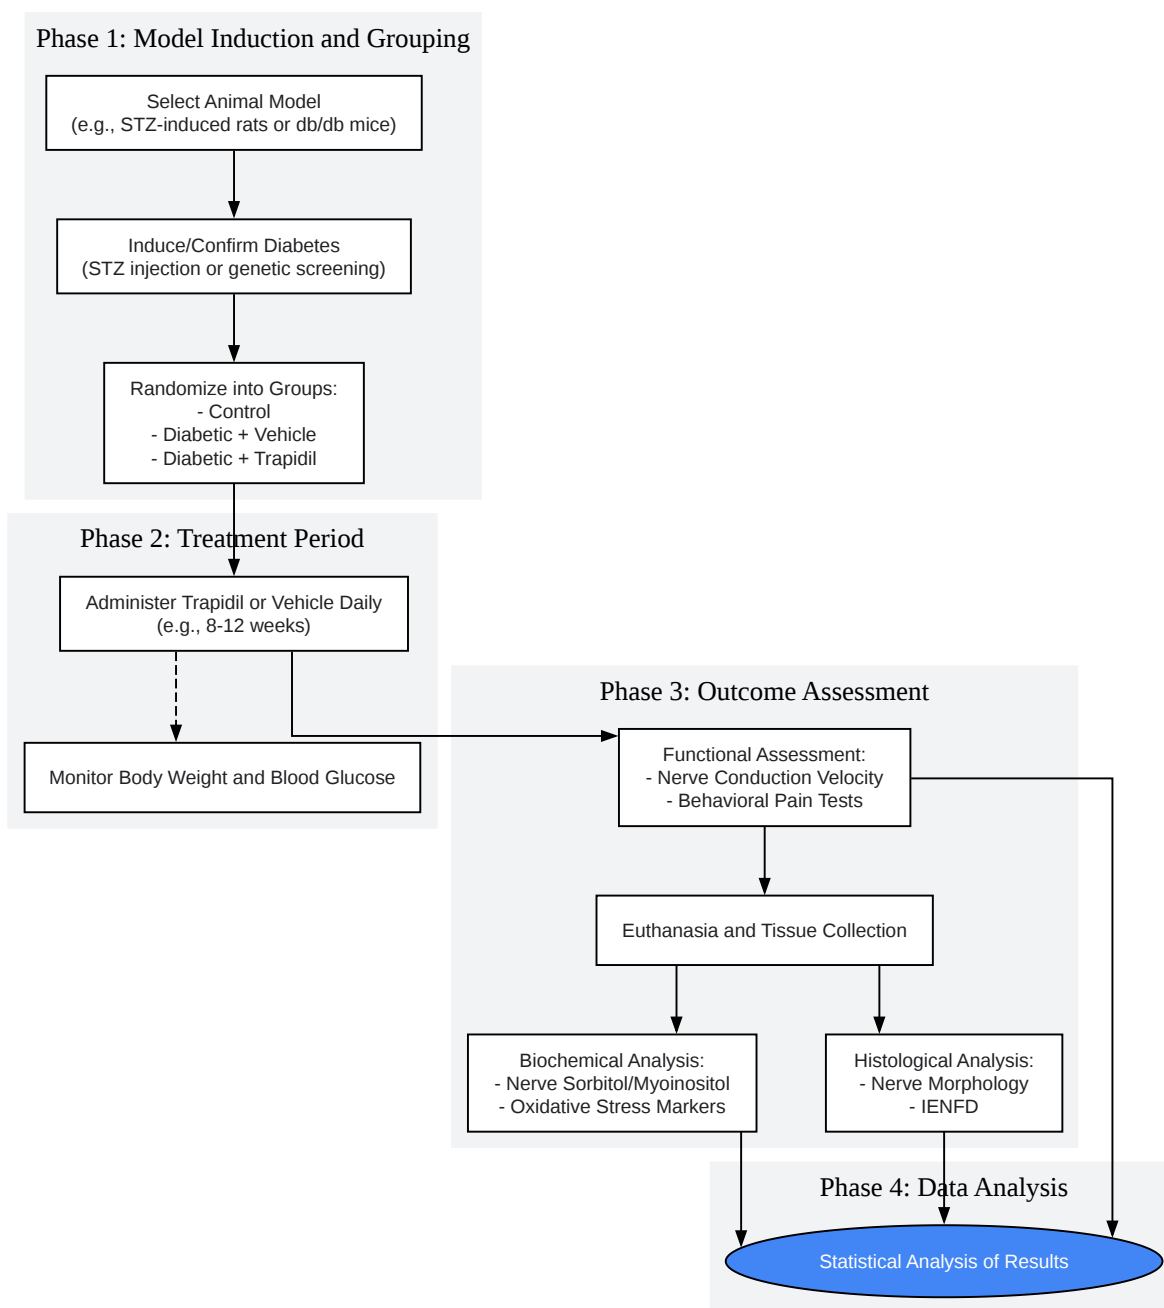 Phase 1: Model Induction and Grouping
Select Animal Model
(e.g., STZ-induced rats or db/db mice)
Induce/Confirm Diabetes
(STZ injection or genetic screening)
Randomize into Groups:
- Control
- Diabetic + Vehicle
- Diabetic + Trapidil
Phase 2: Treatment Period
Administer Trapidil or Vehicle Daily
(e.g., 8-12 weeks)
Monitor Body Weight and Blood Glucose
Phase 3: Outcome Assessment
Functional Assessment:
- Nerve Conduction Velocity
- Behavioral Pain Tests
Euthanasia and Tissue Collection
Biochemical Analysis:
- Nerve Sorbitol/Myoinositol
- Oxidative Stress Markers
Histological Analysis:
- Nerve Morphology
- IENFD
Phase 4: Data Analysis
Statistical Analysis of Results